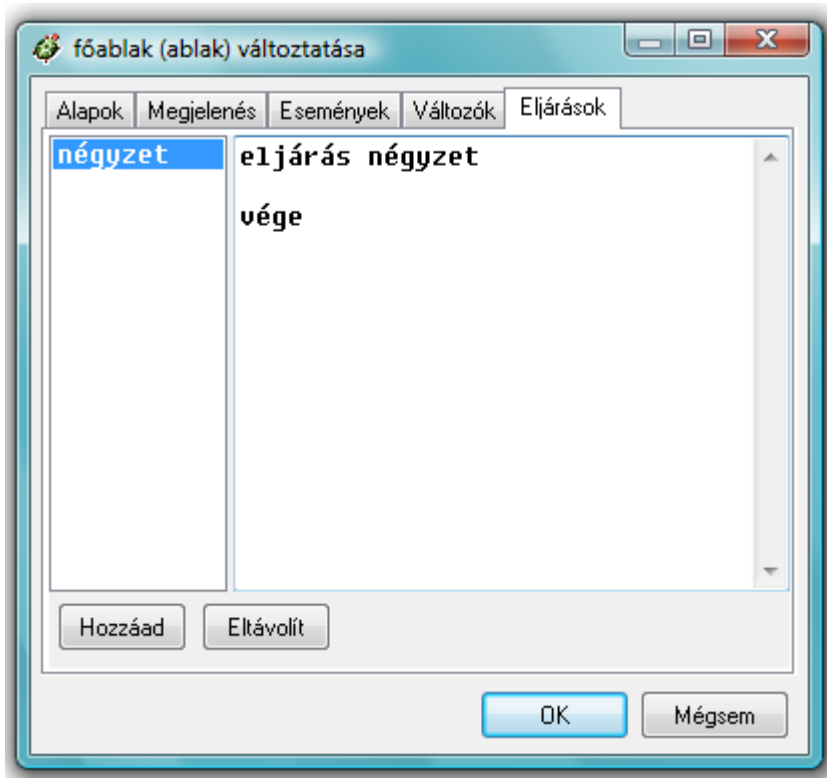 főablak (ablak) változtatása
Alapok Megjelenés Események Változók Eljárások
négyzet
eljárás négyzet
vége
Hozzáad Eltávolít
OK Mégsem